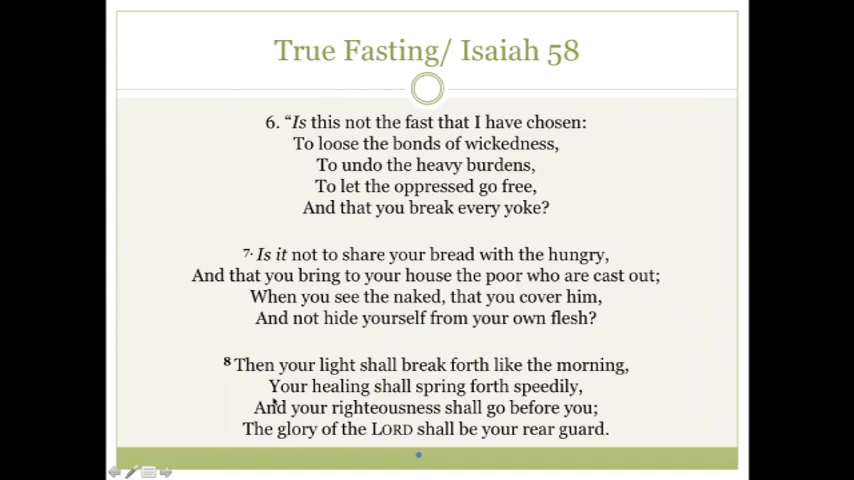 True Fasting/ Isaiah 58
6. “Is this not the fast that I have chosen:
To loose the bonds of wickedness,
To undo the heavy burdens,
To let the oppressed go free,
And that you break every yoke?
7. Is it not to share your bread with the hungry,
And that you bring to your house the poor who are cast out;
When you see the naked, that you cover him,
And not hide yourself from your own flesh?
8 Then your light shall break forth like the morning,
Your healing shall spring forth speedily,
And your righteousness shall go before you;
The glory of the LORD shall be your rear guard.